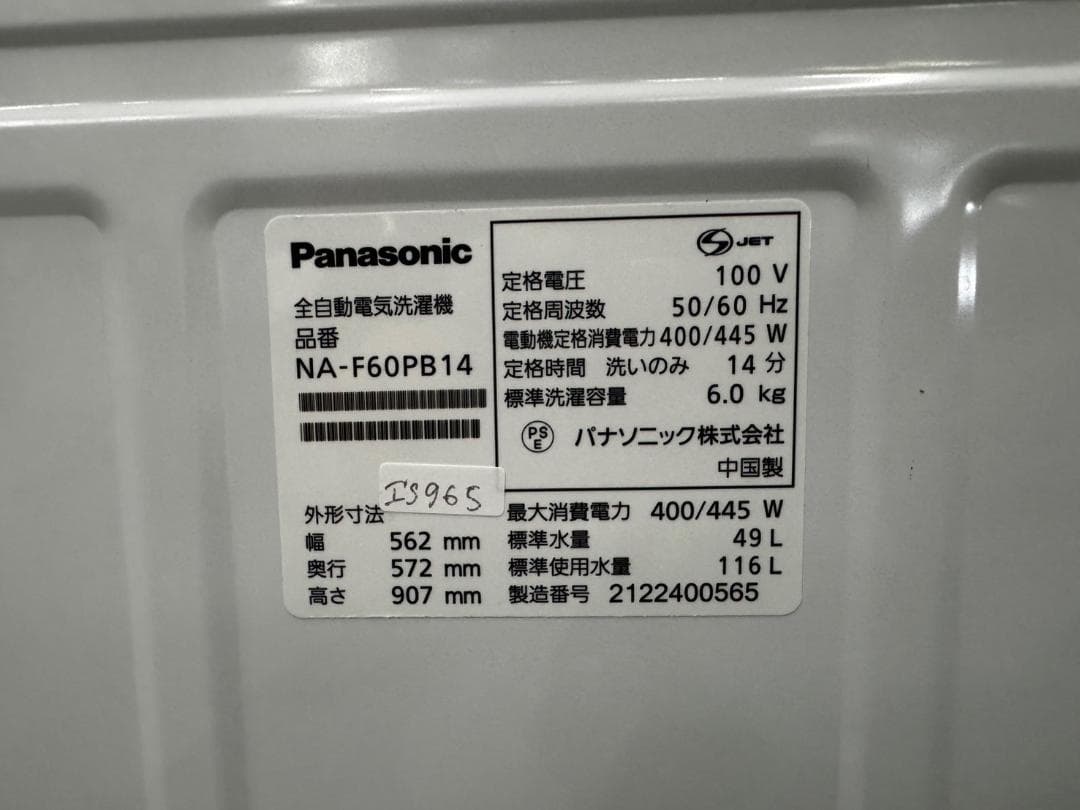 Panasonic
全自動電気洗濯機
品番
NA-F60PB14
IS965
外形寸法
幅 562 mm
奥行 572 mm
高さ 907 mm
JET
定格電圧 100 V
定格周波数 50/60 Hz
電動機定格消費電力 400/445 W
定格時間 洗いのみ 14 分
標準洗濯容量 6.0 kg
PS
E
パナソニック株式会社
中国製
最大消費電力 400/445 W
標準水量 49 L
標準使用水量 116 L
製造番号 2122400565